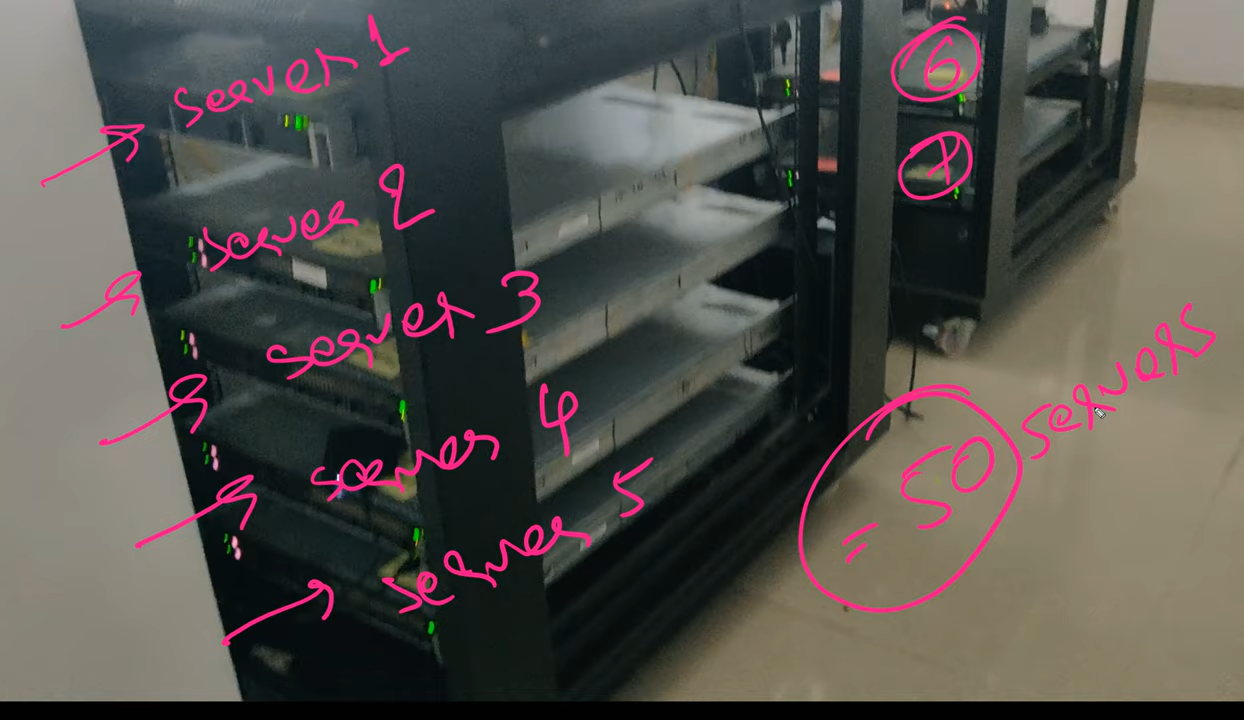 server 1
server 2
server 3
server 4
server 5
6
7
= 50 servers